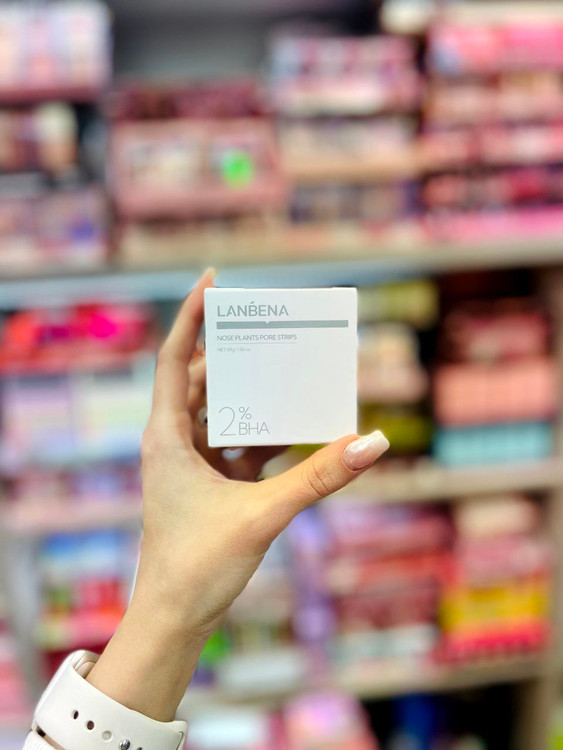 LANBENA
NOSE PLANTS PORE STRIPS
2%
BHA